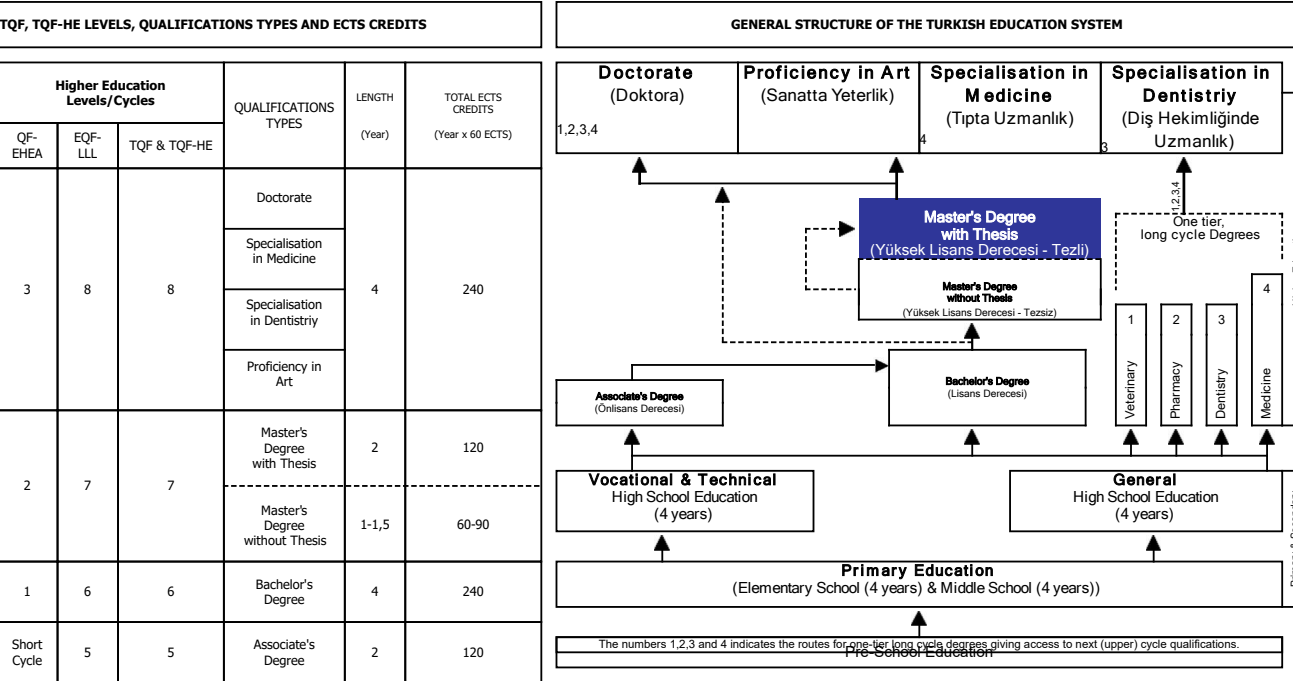 TQF, TQF-HE LEVELS, QUALIFICATIONS TYPES AND ECTS CREDITS
Higher Education
Levels/Cycles
QUALIFICATIONS
TYPES
LENGTH
(Year)
TOTAL ECTS
CREDITS
(Year x 60 ECTS)
QF-
EHEA
EQF-
LLL
TQF & TQF-HE
3
8
8
Doctorate
Specialisation
in Medicine
Specialisation
in Dentistriy
Proficiency in
Art
4
240
2
7
7
Master's
Degree
with Thesis
2
120
Master's
Degree
without Thesis
1-1,5
60-90
1
6
6
Bachelor's
Degree
4
240
Short
Cycle
5
5
Associate's
Degree
2
120
GENERAL STRUCTURE OF THE TURKISH EDUCATION SYSTEM
Doctorate
(Doktora)
1,2,3,4
Proficiency in Art
(Sanatta Yeterlik)
Specialisation in
Medicine
(Tıpta Uzmanlık)
4
Specialisation in
Dentistriy
(Diş Hekimliğinde
Uzmanlık)
3
1,2,3,4
One tier,
long cycle Degrees
Master's Degree
with Thesis
(Yüksek Lisans Derecesi - Tezli)
Master's Degree
without Thesis
(Yüksek Lisans Derecesi - Tezsiz)
1
Veterinary
2
Pharmacy
3
Dentistry
4
Medicine
Associate's Degree
(Önlisans Derecesi)
Bachelor's Degree
(Lisans Derecesi)
Vocational & Technical
High School Education
(4 years)
General
High School Education
(4 years)
Primary Education
(Elementary School (4 years) & Middle School (4 years))
The numbers 1,2,3 and 4 indicates the routes for one-tier long cycle degrees giving access to next (upper) cycle qualifications.
Pre-School Education